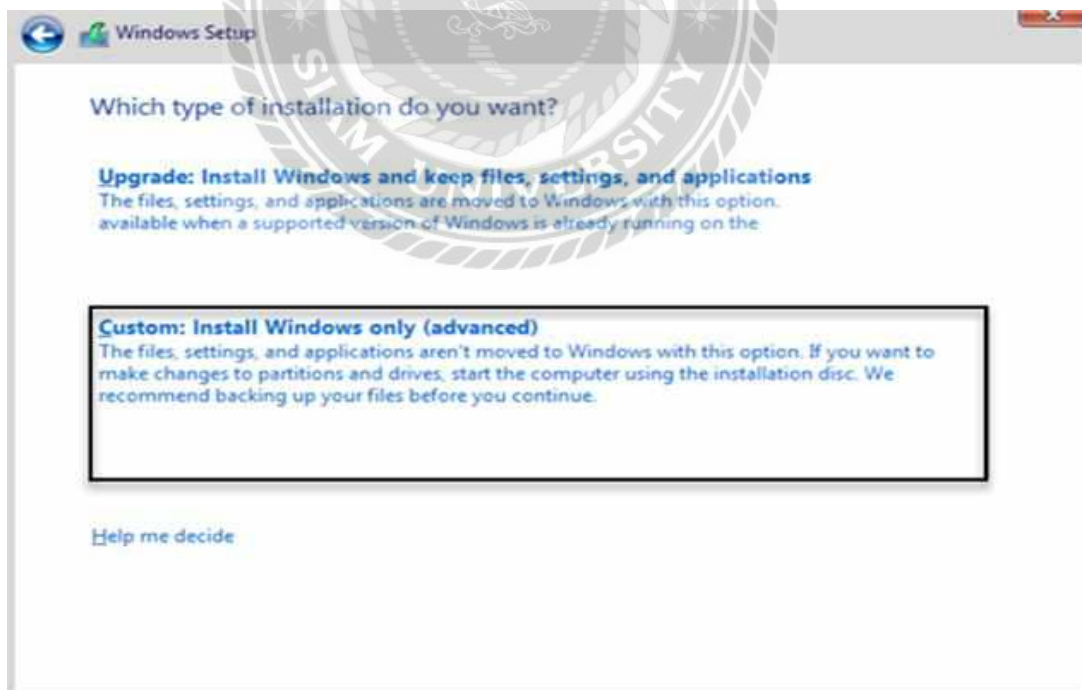 Windows Setup
SIAM UNIVERSITY
Which type of installation do you want?
Upgrade: Install Windows and keep files, settings, and applications
The files, settings, and applications are moved to Windows with this option.
available when a supported version of Windows is already running on the
Custom: Install Windows only (advanced)
The files, settings, and applications aren't moved to Windows with this option. If you want to
make changes to partitions and drives, start the computer using the installation disc. We
recommend backing up your files before you continue.
Help me decide